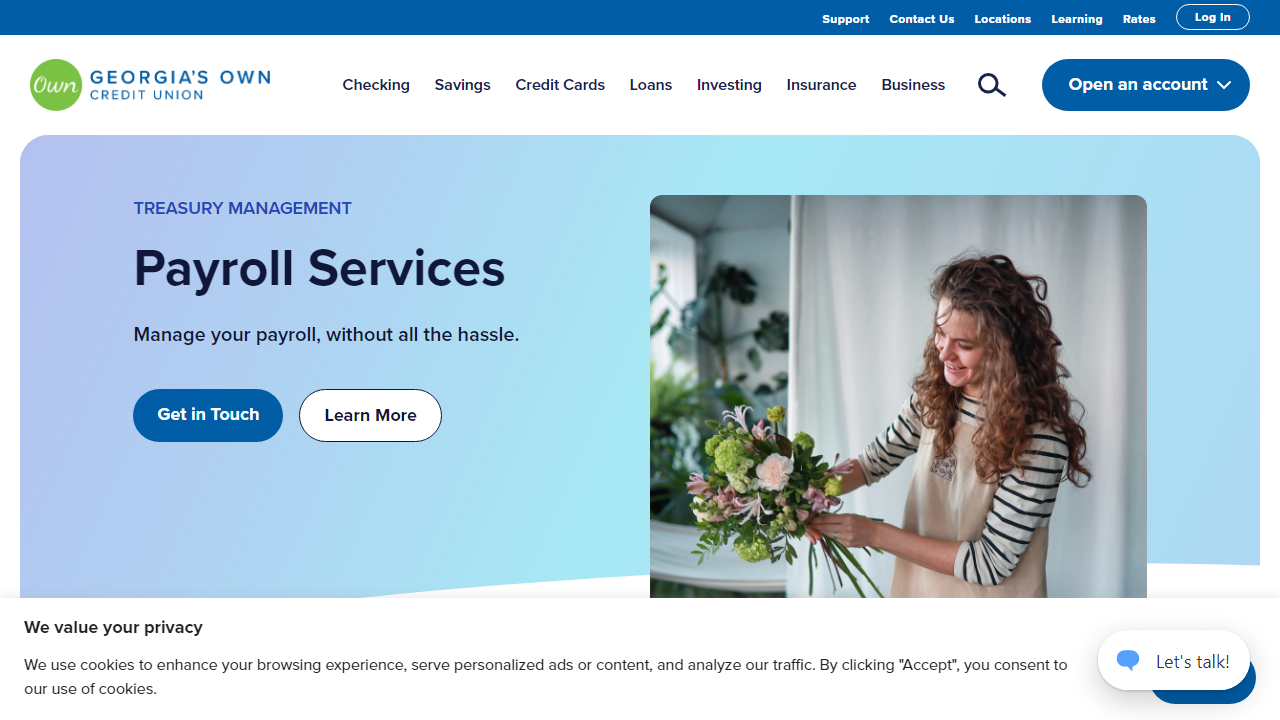 Support Contact Us Locations Learning Rates Log In
Own GEORGIA'S OWN
CREDIT UNION
Checking Savings Credit Cards Loans Investing Insurance Business Open an account
TREASURY MANAGEMENT
Payroll Services
Manage your payroll, without all the hassle.
Get in Touch Learn More
We value your privacy
We use cookies to enhance your browsing experience, serve personalized ads or content, and analyze our traffic. By clicking "Accept", you consent to
our use of cookies.
Let's talk!